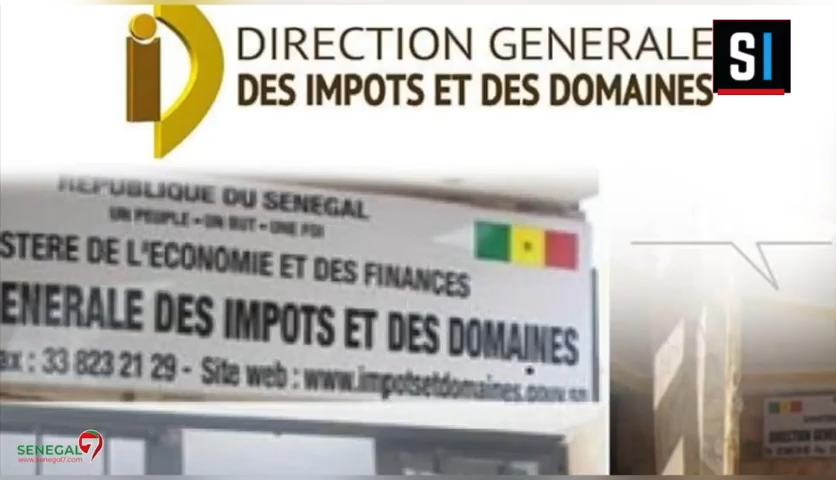 DIRECTION GENERALE
DES IMPOTS ET DES DOMAINES
SI
REPUBLIQUE DU SENEGAL
UN PEUPLE - UN BUT - UNE FOI
STERE DE L'ECONOMIE ET DES FINANCES
ENERALE DES IMPOTS ET DES DOMAINES
ax : 33 823 21 29 - Site web : www.impotsetdomaines.gouv.sn
DIRECTION GENE
SENEGAL7
www.senegal7.com